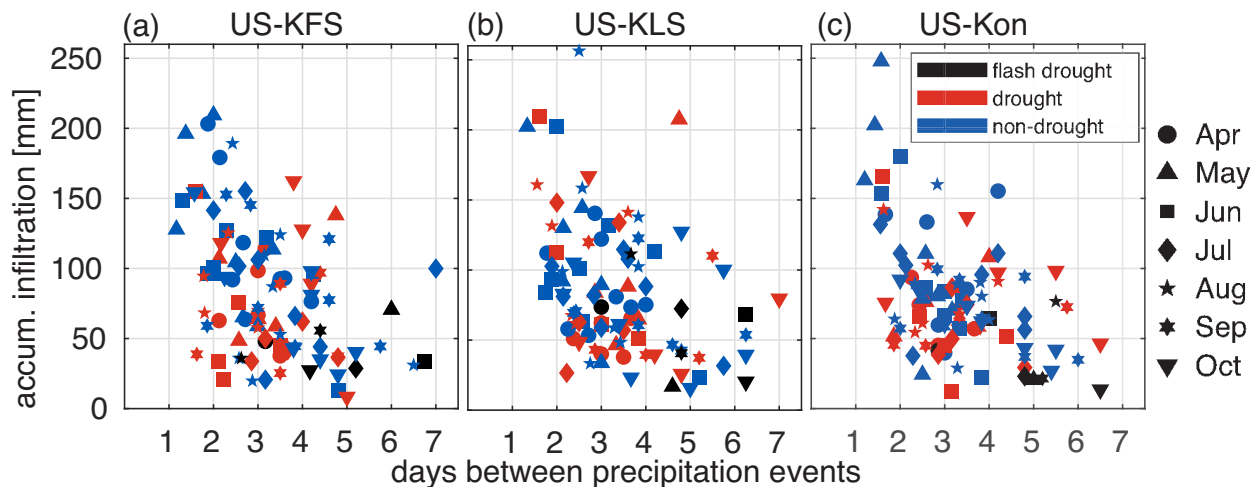 (a) US-KFS
(b) US-KLS
(c) US-Kon
accum. infiltration [mm]
250
200
150
100
50
0
flash drought
drought
non-drought
Apr
May
Jun
Jul
Aug
Sep
Oct
1 2 3 4 5 6 7
1 2 3 4 5 6 7
1 2 3 4 5 6 7
days between precipitation events